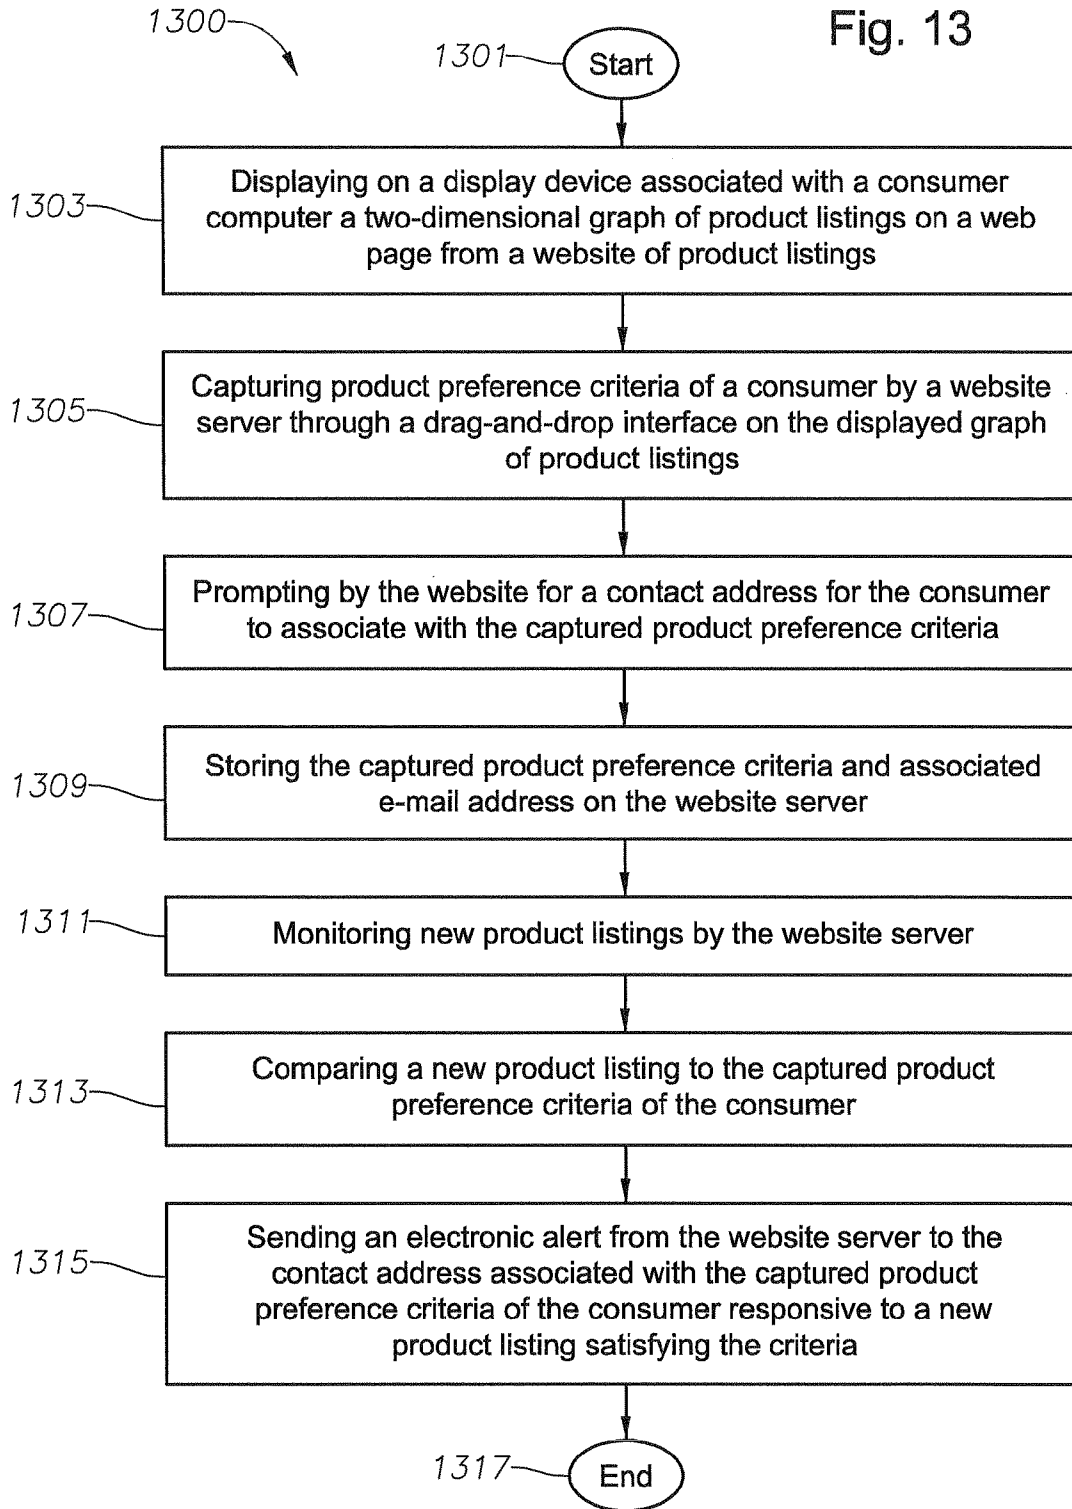 1300
Fig. 13
1301
Start
1303
Displaying on a display device associated with a consumer
computer a two-dimensional graph of product listings on a web
page from a website of product listings
1305
Capturing product preference criteria of a consumer by a website
server through a drag-and-drop interface on the displayed graph
of product listings
1307
Prompting by the website for a contact address for the consumer
to associate with the captured product preference criteria
1309
Storing the captured product preference criteria and associated
e-mail address on the website server
1311
Monitoring new product listings by the website server
1313
Comparing a new product listing to the captured product
preference criteria of the consumer
1315
Sending an electronic alert from the website server to the
contact address associated with the captured product
preference criteria of the consumer responsive to a new
product listing satisfying the criteria
1317
End